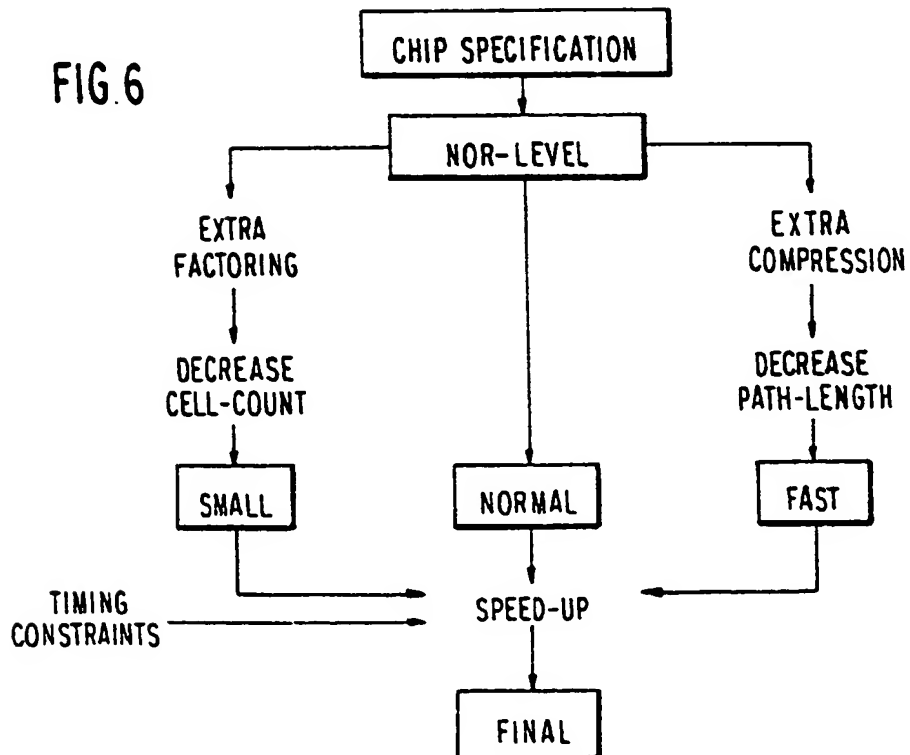 CHIP SPECIFICATION
FIG.6
NOR-LEVEL
EXTRA
FACTORING
EXTRA
COMPRESSION
DECREASE
CELL-COUNT
DECREASE
PATH-LENGTH
SMALL
NORMAL
FAST
TIMING
CONSTRAINTS
SPEED-UP
FINAL